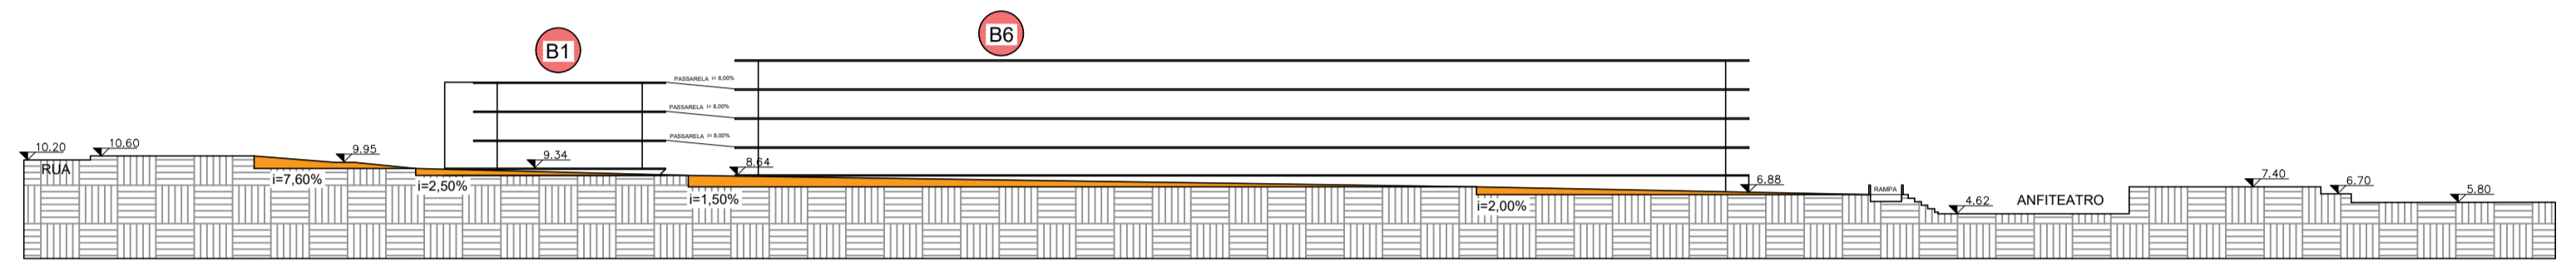 B1
B6
PASSARELA i= 8,00%
PASSARELA i= 8,00%
PASSARELA i= 8,00%
10.20
10.60
9.95
9.34
8.64
6.88
7.40
6.70
5.80
4.62
RUA
i=7,60%
i=2,50%
i=1,50%
i=2,00%
RAMPA
ANFITEATRO